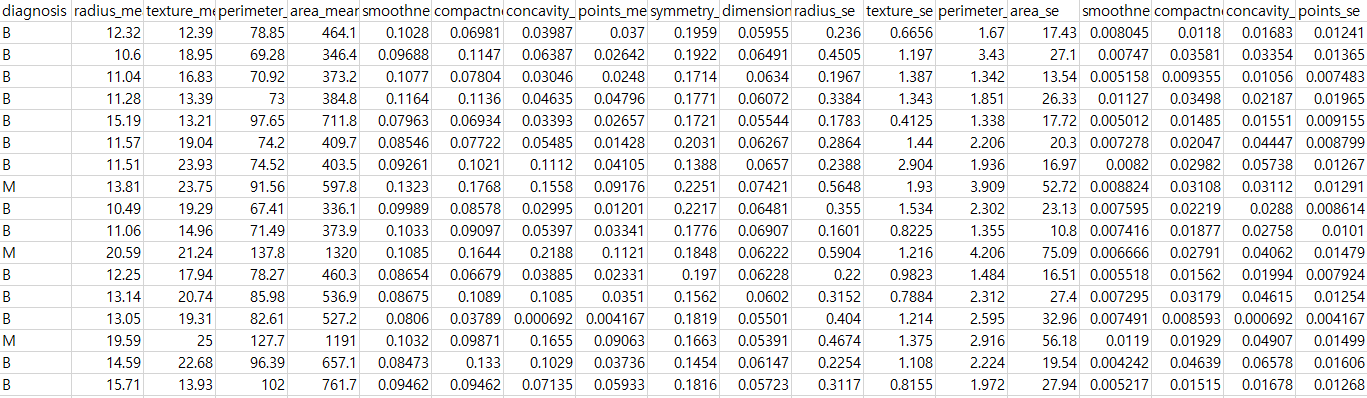 diagnosis radius_me texture_me perimeter_ area_mean smoothne compactne concavity_ points_me symmetry_ dimension radius_se texture_se perimeter_ area_se smoothne compactne concavity_ points_se
B 12.32 12.39 78.85 464.1 0.1028 0.06981 0.03987 0.037 0.1959 0.05955 0.236 0.6656 1.67 17.43 0.008045 0.0118 0.01683 0.01241
B 10.6 18.95 69.28 346.4 0.09688 0.1147 0.06387 0.02642 0.1922 0.06491 0.4505 1.197 3.43 27.1 0.00747 0.03581 0.03354 0.01365
B 11.04 16.83 70.92 373.2 0.1077 0.07804 0.03046 0.0248 0.1714 0.0634 0.1967 1.387 1.342 13.54 0.005158 0.009355 0.01056 0.007483
B 11.28 13.39 73 384.8 0.1164 0.1136 0.04635 0.04796 0.1771 0.06072 0.3384 1.343 1.851 26.33 0.01127 0.03498 0.02187 0.01965
B 15.19 13.21 97.65 711.8 0.07963 0.06934 0.03393 0.02657 0.1721 0.05544 0.1783 0.4125 1.338 17.72 0.005012 0.01485 0.01551 0.009155
B 11.57 19.04 74.2 409.7 0.08546 0.07722 0.05485 0.01428 0.2031 0.06267 0.2864 1.44 2.206 20.3 0.007278 0.02047 0.04447 0.008799
B 11.51 23.93 74.52 403.5 0.09261 0.1021 0.1112 0.04105 0.1388 0.0657 0.2388 2.904 1.936 16.97 0.0082 0.02982 0.05738 0.01267
M 13.81 23.75 91.56 597.8 0.1323 0.1768 0.1558 0.09176 0.2251 0.07421 0.5648 1.93 3.909 52.72 0.008824 0.03108 0.03112 0.01291
B 10.49 19.29 67.41 336.1 0.09989 0.08578 0.02995 0.01201 0.2217 0.06481 0.355 1.534 2.302 23.13 0.007595 0.02219 0.0288 0.008614
B 11.06 14.96 71.49 373.9 0.1033 0.09097 0.05397 0.03341 0.1776 0.06907 0.1601 0.8225 1.355 10.8 0.007416 0.01877 0.02758 0.0101
M 20.59 21.24 137.8 1320 0.1085 0.1644 0.2188 0.1121 0.1848 0.06222 0.5904 1.216 4.206 75.09 0.006666 0.02791 0.04062 0.01479
B 12.25 17.94 78.27 460.3 0.08654 0.06679 0.03885 0.02331 0.197 0.06228 0.22 0.9823 1.484 16.51 0.005518 0.01562 0.01994 0.007924
B 13.14 20.74 85.98 536.9 0.08675 0.1089 0.1085 0.0351 0.1562 0.0602 0.3152 0.7884 2.312 27.4 0.007295 0.03179 0.04615 0.01254
B 13.05 19.31 82.61 527.2 0.0806 0.03789 0.000692 0.004167 0.1819 0.05501 0.404 1.214 2.595 32.96 0.007491 0.008593 0.000692 0.004167
M 19.59 25 127.7 1191 0.1032 0.09871 0.1655 0.09063 0.1663 0.05391 0.4674 1.375 2.916 56.18 0.0119 0.01929 0.04907 0.01499
B 14.59 22.68 96.39 657.1 0.08473 0.133 0.1029 0.03736 0.1454 0.06147 0.2254 1.108 2.224 19.54 0.004242 0.04639 0.06578 0.01606
B 15.71 13.93 102 761.7 0.09462 0.09462 0.07135 0.05933 0.1816 0.05723 0.3117 0.8155 1.972 27.94 0.005217 0.01515 0.01678 0.01268